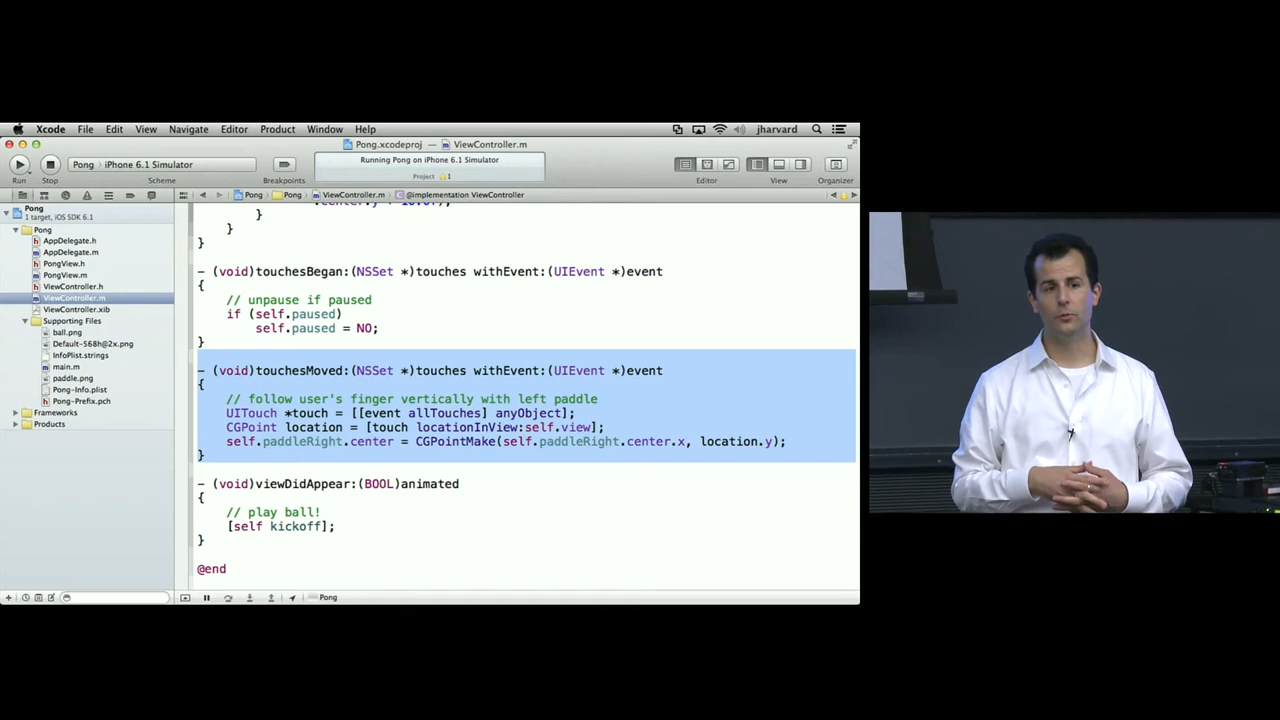 Xcode File Edit View Navigate Editor Product Window Help jharvard
Pong.xcodeproj — ViewController.m
Pong iPhone 6.1 Simulator
Running Pong on iPhone 6.1 Simulator
Project 1
Run Stop Scheme Breakpoints Editor View Organizer
Pong Pong ViewController.m @implementation ViewController
Pong
1 target, iOS SDK 6.1
Pong
AppDelegate.h
AppDelegate.m
PongView.h
PongView.m
ViewController.h
ViewController.m
ViewController.xib
Supporting Files
ball.png
Default-568h@2x.png
InfoPlist.strings
main.m
paddle.png
Pong-Info.plist
Pong-Prefix.pch
Frameworks
Products
}
}
}
- (void)touchesBegan:(NSSet *)touches withEvent:(UIEvent *)event
{
// unpause if paused
if (self.paused)
self.paused = NO;
}
- (void)touchesMoved:(NSSet *)touches withEvent:(UIEvent *)event
{
// follow user's finger vertically with left paddle
UITouch *touch = [[event allTouches] anyObject];
CGPoint location = [touch locationInView:self.view];
self.paddleRight.center = CGPointMake(self.paddleRight.center.x, location.y);
}
- (void)viewDidAppear:(BOOL)animated
{
// play ball!
[self kickoff];
}
@end
Pong